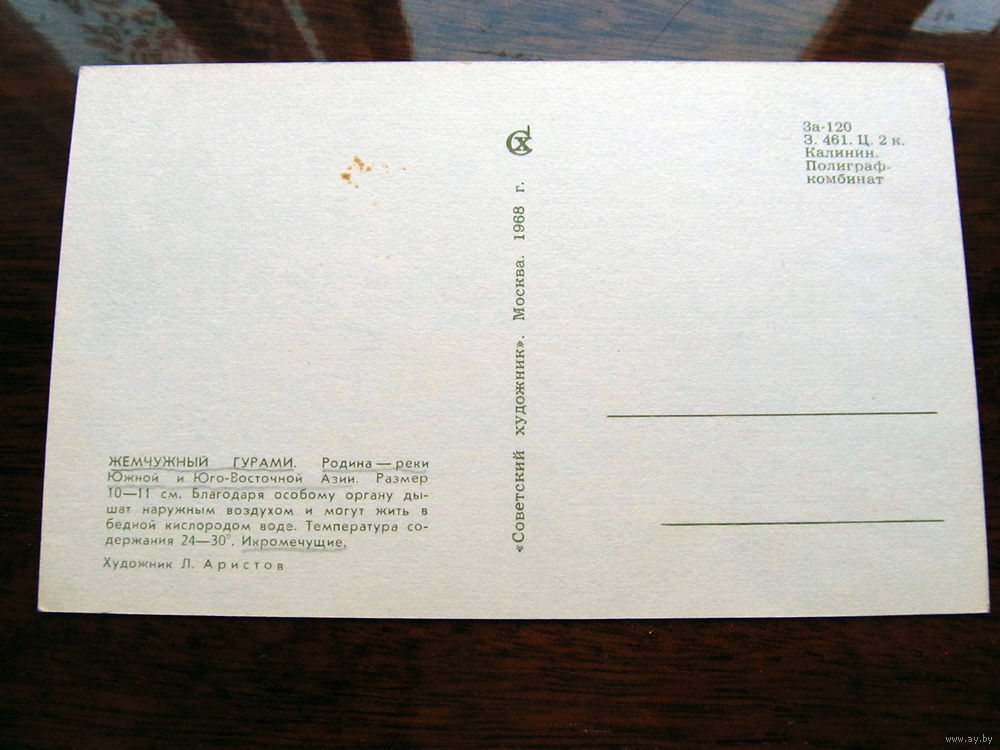 ЖЕМЧУЖНЫЙ ГУРАМИ. Родина — реки
Южной и Юго-Восточной Азии. Размер
10—11 см. Благодаря особому органу ды-
шат наружным воздухом и могут жить в
бедной кислородом воде. Температура со-
держания 24—30°. Икромечущие.
Художник Л. Аристов
«Советский художник». Москва. 1968 г.
СХ
За-120
З. 461. Ц. 2 к.
Калинин.
Полиграф-
комбинат
www.ay.by